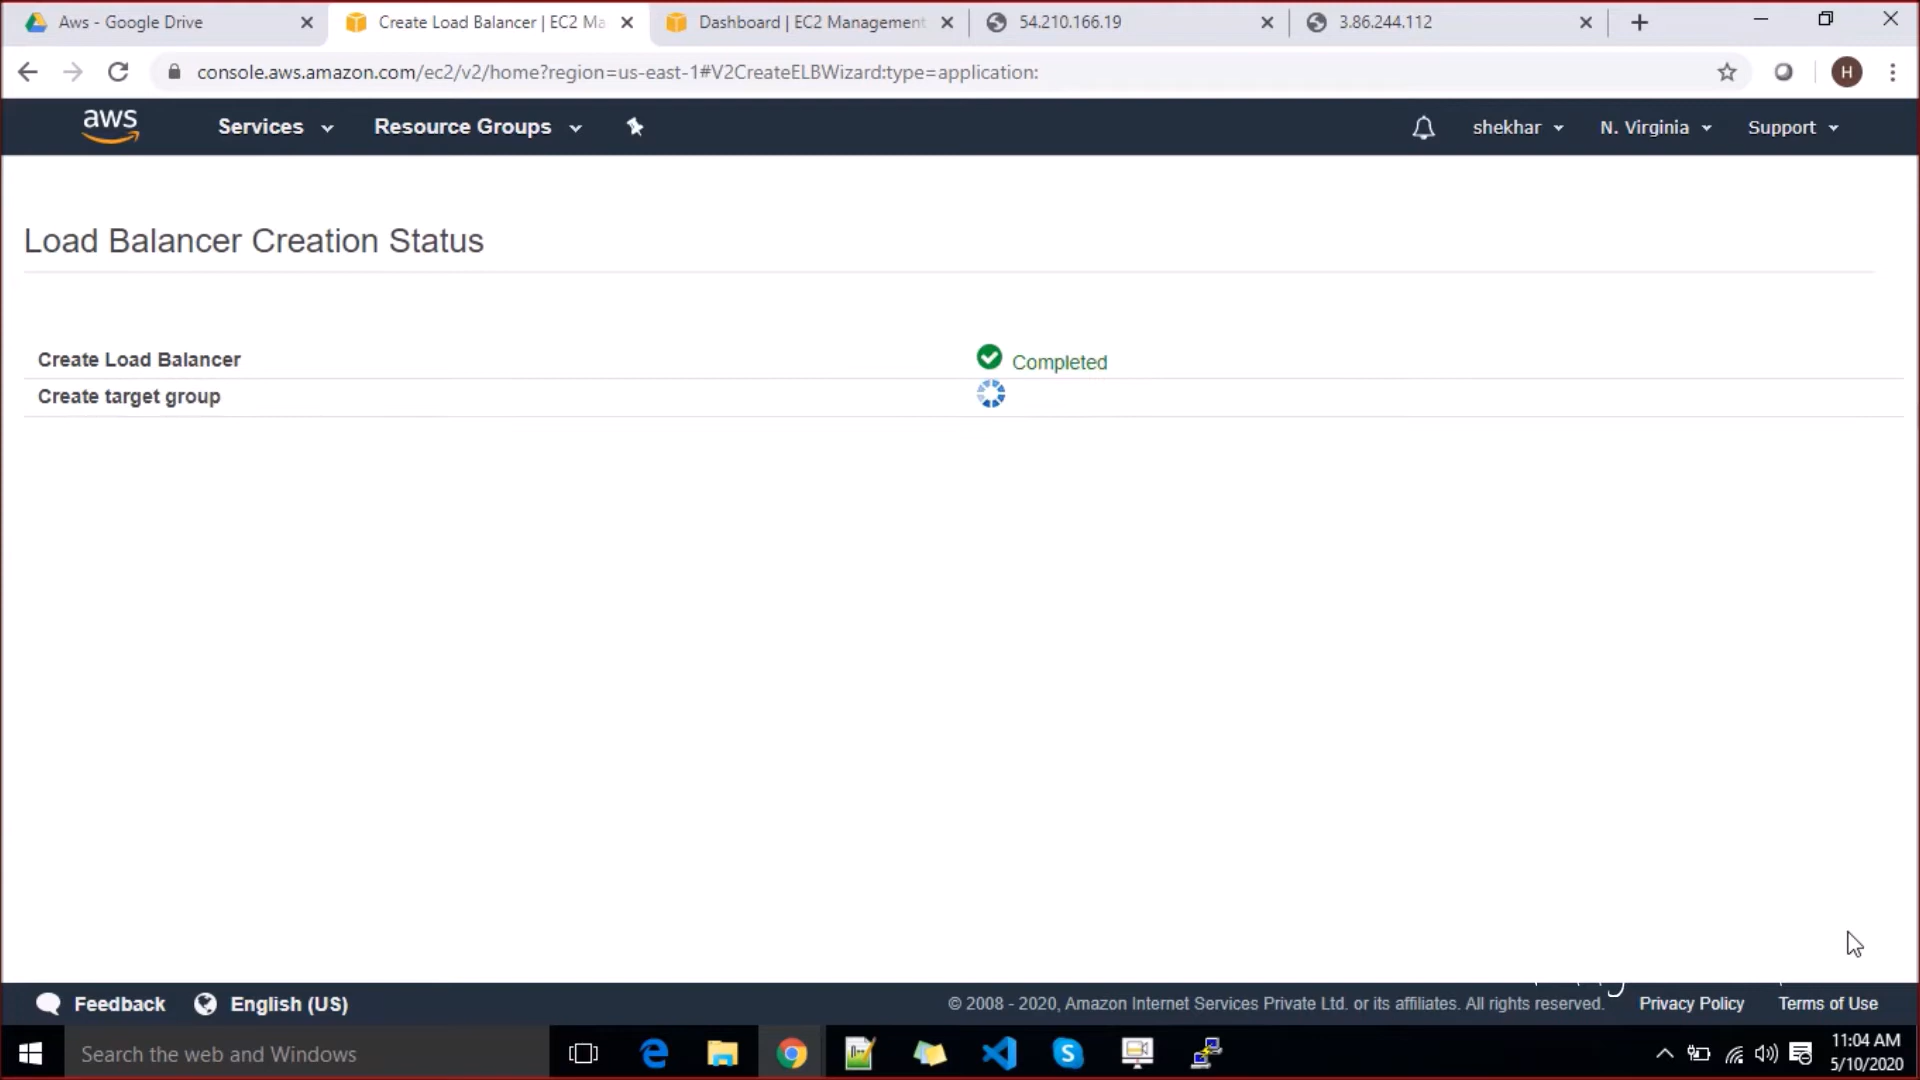 Aws - Google Drive
Create Load Balancer | EC2 Ma
Dashboard | EC2 Management
54.210.166.19
3.86.244.112
console.aws.amazon.com/ec2/v2/home?region=us-east-1#V2CreateELBWizard:type=application:
H
aws
Services
Resource Groups
shekhar
N. Virginia
Support
Load Balancer Creation Status
Create Load Balancer
Completed
Create target group
Feedback
English (US)
© 2008 - 2020, Amazon Internet Services Private Ltd. or its affiliates. All rights reserved.
Privacy Policy
Terms of Use
Search the web and Windows
11:04 AM
5/10/2020